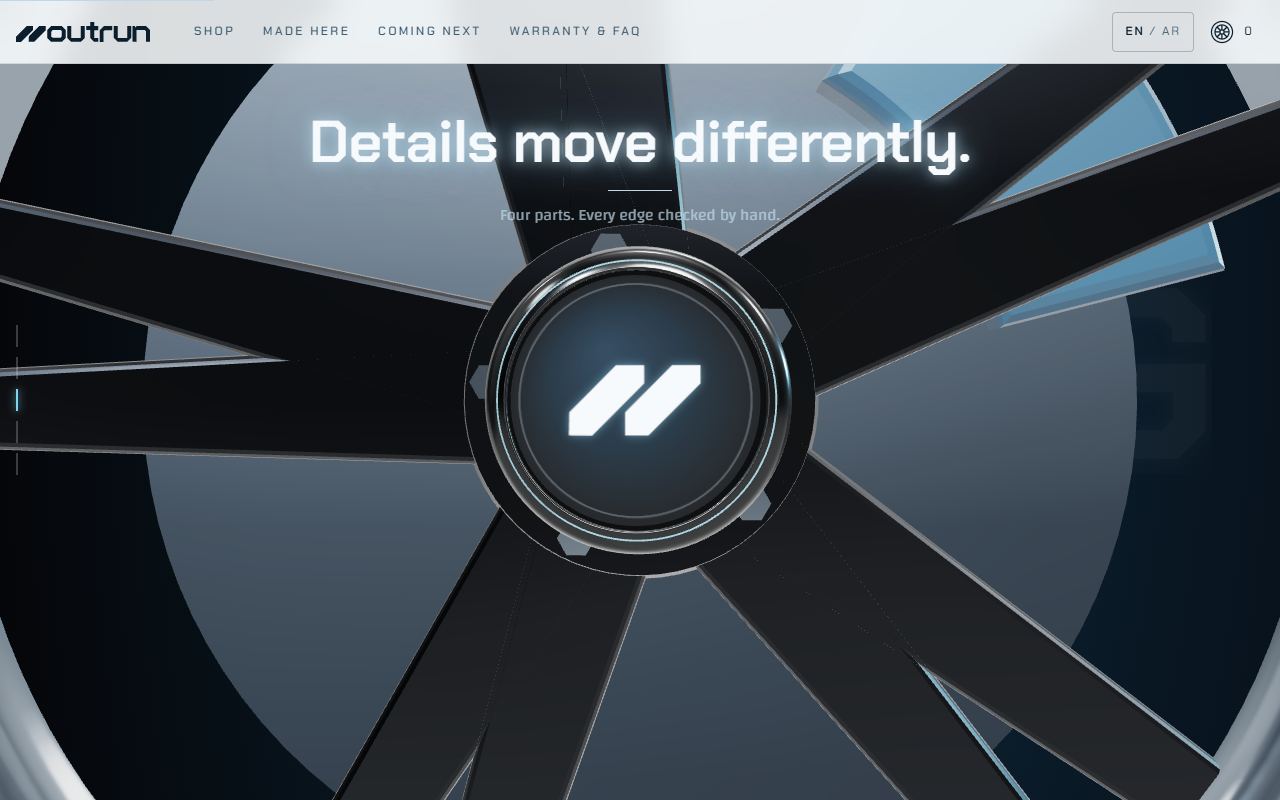 outrun
SHOP
MADE HERE
COMING NEXT
WARRANTY & FAQ
EN / AR
0
Details move differently.
Four parts. Every edge checked by hand.